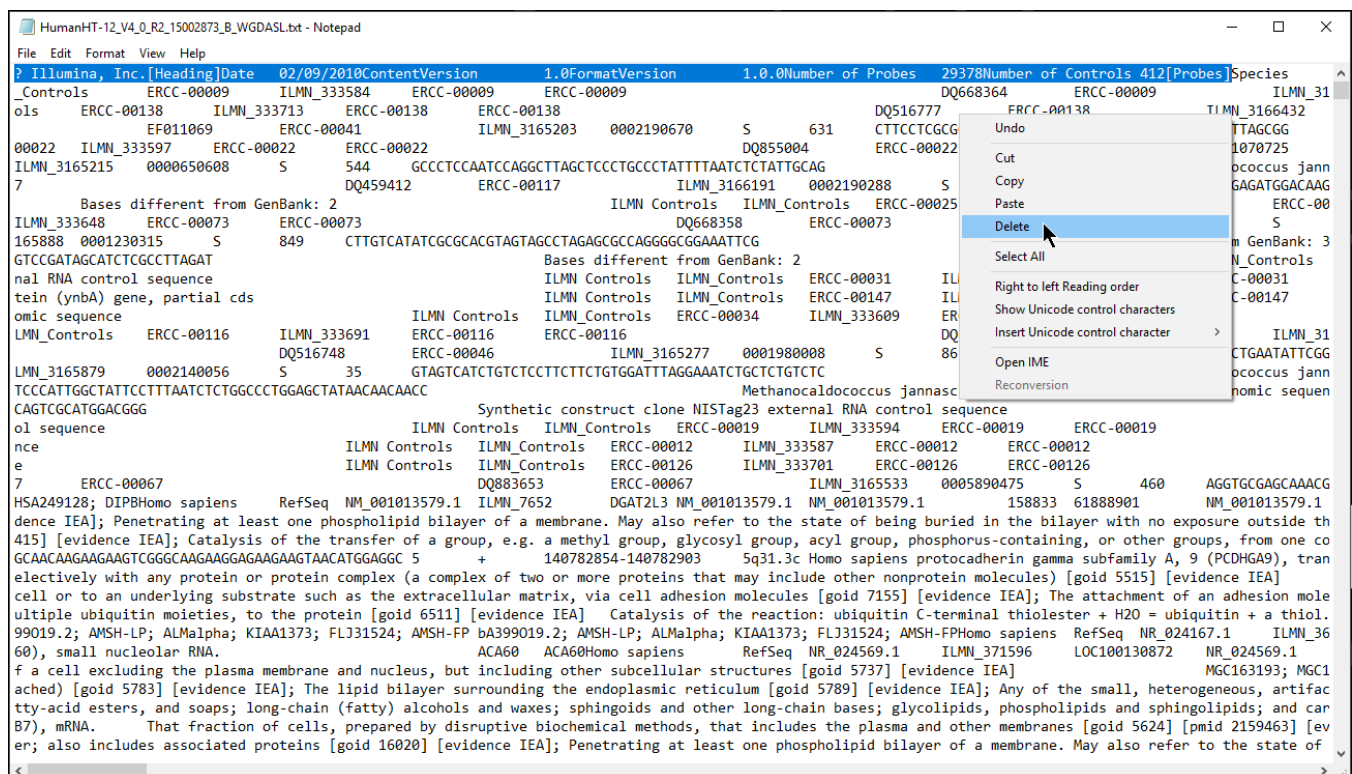 HumanHT-12_V4_0_R2_15002873_B_WGDASL.txt - Notepad
File Edit Format View Help
? Illumina, Inc.[Heading]Date 02/09/2010ContentVersion 1.0FormatVersion 1.0.0Number of Probes 29378Number of Controls 412[Probes]Species
_Controls ERCC-00009 ILMN_333584 ERCC-00009 ERCC-00009 DQ668364 ERCC-00009 ILMN_31
ols ERCC-00138 ILMN_333713 ERCC-00138 ERCC-00138 DQ516777 ERCC-00138 ILMN_3166432
EF011069 ERCC-00041 ILMN_3165203 0002190670 S 631 CTTCCTCGCG TTAGCGG
00022 ILMN_333597 ERCC-00022 ERCC-00022 DQ855004 ERCC-00022 1070725
ILMN_3165215 0000650608 S 544 GCCCTCCAATCCAGGCTTAGCTCCCTGCCCTATTTTAATCTCTATTGCAG ococcus jann
7 DQ459412 ERCC-00117 ILMN_3166191 0002190288 S GAGATGGACAAG
Bases different from GenBank: 2 ILMN Controls ILMN_Controls ERCC-00025 ERCC-00
ILMN_333648 ERCC-00073 ERCC-00073 DQ668358 ERCC-00073 S
165888 0001230315 S 849 CTTGTCATATCGCGCACGTAGTAGCCTAGAGCGCCAGGGGCGGAAATTCG m GenBank: 3
GTCCGATAGCATCTCGCCTTAGAT Bases different from GenBank: 2 N_Controls
nal RNA control sequence ILMN Controls ILMN_Controls ERCC-00031 IL C-00031
tein (ynbA) gene, partial cds ILMN Controls ILMN_Controls ERCC-00147 IL C-00147
omic sequence ILMN Controls ILMN_Controls ERCC-00034 ILMN_333609 ER
LMN_Controls ERCC-00116 ILMN_333691 ERCC-00116 ERCC-00116 DQ ILMN_31
DQ516748 ERCC-00046 ILMN_3165277 0001980008 S 86 CTGAATATTCGG
LMN_3165879 0002140056 S 35 GTAGTCATCTGTCTCCTTCTTCTGTGGATTTAGGAAATCTGCTCTGTCTC ococcus jann
TCCCATTGGCTATTCCTTTAATCTCTGGCCCTGGAGCTATAACAACAACC Methanocaldococcus jannasc nomic sequen
CAGTCGCATGGACGGG Synthetic construct clone NISTag23 external RNA control sequence
ol sequence ILMN Controls ILMN_Controls ERCC-00019 ILMN_333594 ERCC-00019 ERCC-00019
nce ILMN Controls ILMN_Controls ERCC-00012 ILMN_333587 ERCC-00012 ERCC-00012
e ILMN Controls ILMN_Controls ERCC-00126 ILMN_333701 ERCC-00126 ERCC-00126
7 ERCC-00067 DQ883653 ERCC-00067 ILMN_3165533 0005890475 S 460 AGGTGCGAGCAAACG
HSA249128; DIPBHomo sapiens RefSeq NM_001013579.1 ILMN_7652 DGAT2L3 NM_001013579.1 NM_001013579.1 158833 61888901 NM_001013579.1
dence IEA]; Penetrating at least one phospholipid bilayer of a membrane. May also refer to the state of being buried in the bilayer with no exposure outside th
415] [evidence IEA]; Catalysis of the transfer of a group, e.g. a methyl group, glycosyl group, acyl group, phosphorus-containing, or other groups, from one co
GCAACAAGAAGAAGTCGGGCAAGAAGGAGAAGAAGTAACATGGAGGC 5 + 140782854-140782903 5q31.3c Homo sapiens protocadherin gamma subfamily A, 9 (PCDHGA9), tran
electively with any protein or protein complex (a complex of two or more proteins that may include other nonprotein molecules) [goid 5515] [evidence IEA]
cell or to an underlying substrate such as the extracellular matrix, via cell adhesion molecules [goid 7155] [evidence IEA]; The attachment of an adhesion mole
ultiple ubiquitin moieties, to the protein [goid 6511] [evidence IEA] Catalysis of the reaction: ubiquitin C-terminal thiolester + H2O = ubiquitin + a thiol.
99O19.2; AMSH-LP; ALMalpha; KIAA1373; FLJ31524; AMSH-FP bA399O19.2; AMSH-LP; ALMalpha; KIAA1373; FLJ31524; AMSH-FPHomo sapiens RefSeq NR_024167.1 ILMN_36
60), small nucleolar RNA. ACA60 ACA60Homo sapiens RefSeq NR_024569.1 ILMN_371596 LOC100130872 NR_024569.1
f a cell excluding the plasma membrane and nucleus, but including other subcellular structures [goid 5737] [evidence IEA] MGC163193; MGC1
ached) [goid 5783] [evidence IEA]; The lipid bilayer surrounding the endoplasmic reticulum [goid 5789] [evidence IEA]; Any of the small, heterogeneous, artifac
tty-acid esters, and soaps; long-chain (fatty) alcohols and waxes; sphingoids and other long-chain bases; glycolipids, phospholipids and sphingolipids; and car
B7), mRNA. That fraction of cells, prepared by disruptive biochemical methods, that includes the plasma and other membranes [goid 5624] [pmid 2159463] [ev
er; also includes associated proteins [goid 16020] [evidence IEA]; Penetrating at least one phospholipid bilayer of a membrane. May also refer to the state of
Undo
Cut
Copy
Paste
Delete
Select All
Right to left Reading order
Show Unicode control characters
Insert Unicode control character
Open IME
Reconversion